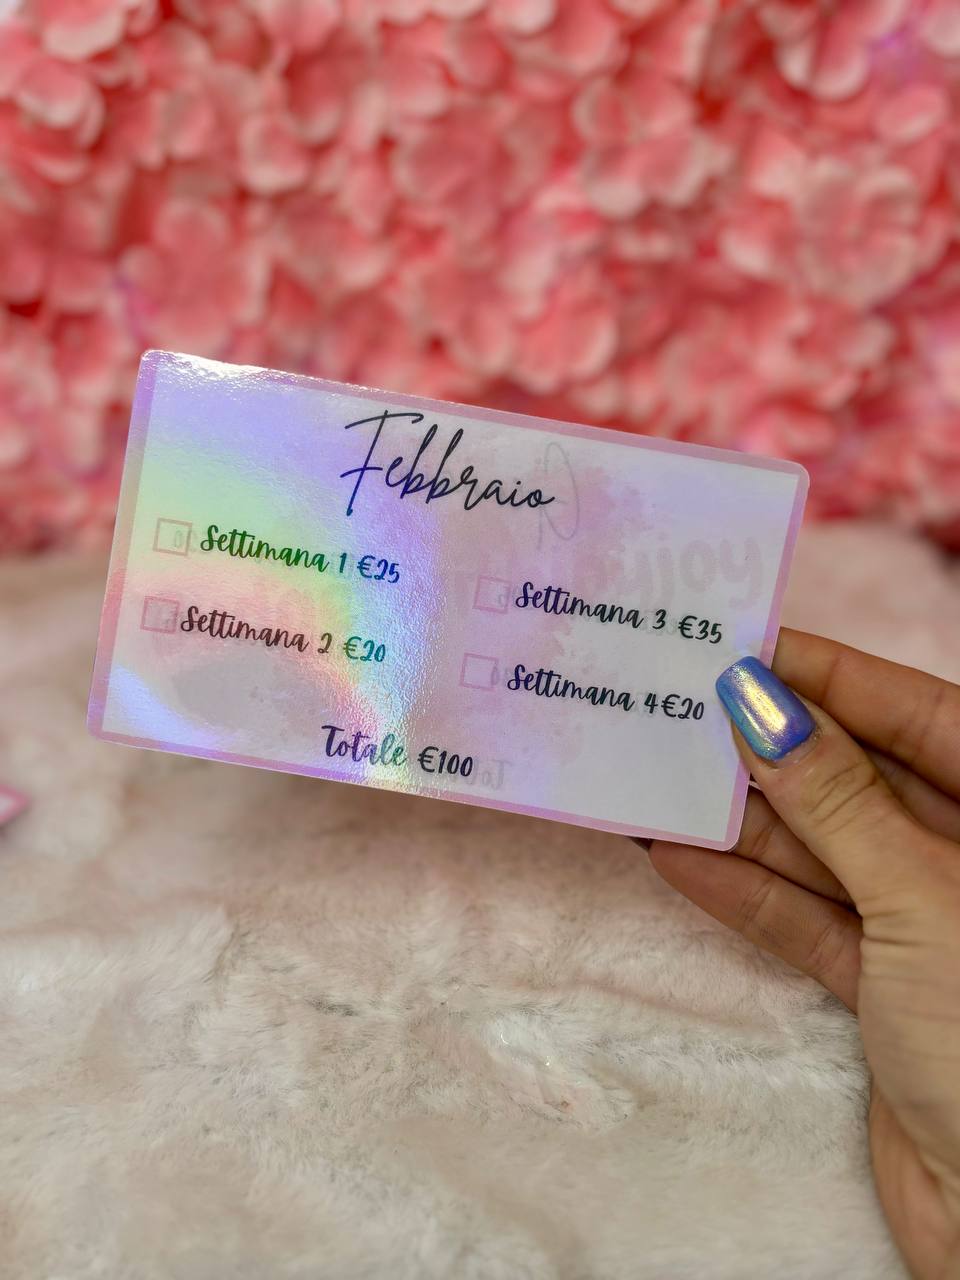 Febbraio
Settimana 1 €25
Settimana 2 €20
Settimana 3 €35
Settimana 4 €20
Totale €100